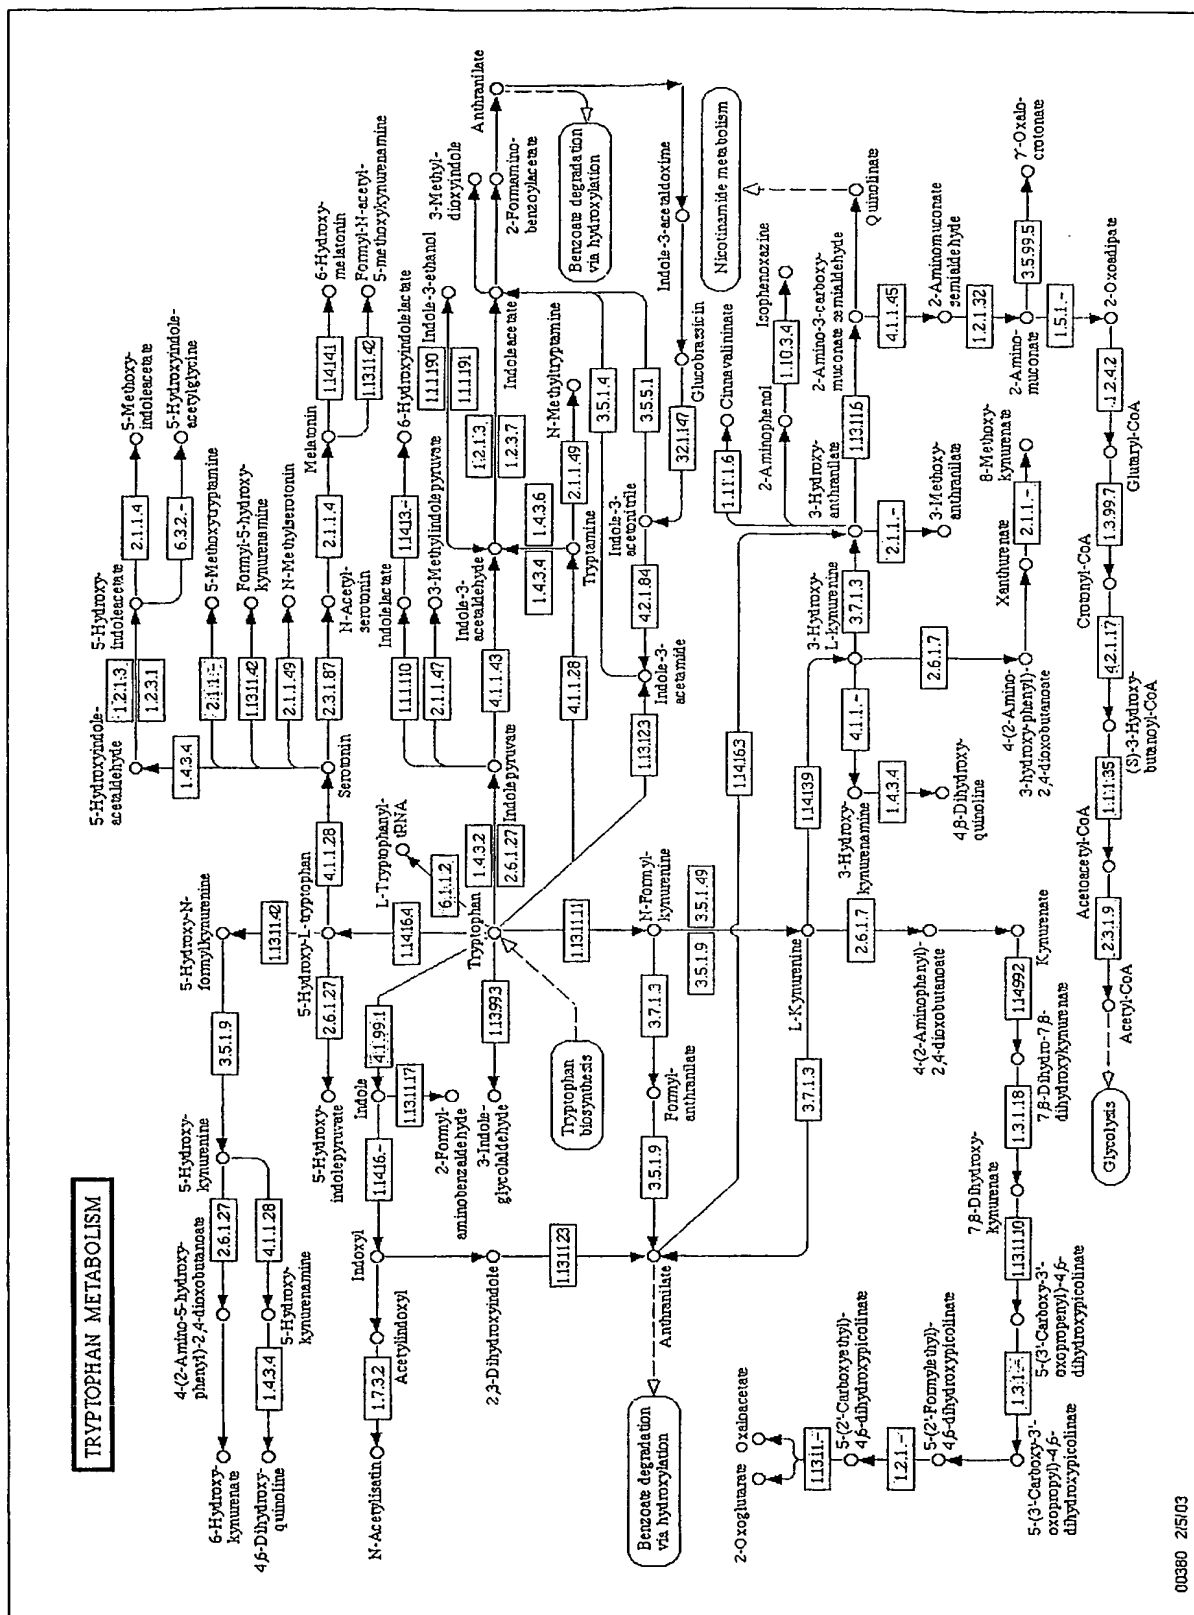 TRYPTOPHAN METABOLISM
6-Hydroxy-
kynurenate
4-(2-Amino-5-hydroxy-
phenyl)-2,4-dioxobutanoate
2.6.1.27
5-Hydroxy-
kynurenine
3.5.1.9
5-Hydroxy-N-
formylkynurenine
1.13.11.42
4,6-Dihydroxy-
quinoline
1.4.3.4
5-Hydroxy-
kynurenamine
4.1.1.28
5-Hydroxyindole-
acetaldehyde
1.2.1.3
1.2.3.1
5-Hydroxy-
indoleacetate
2.1.1.4
5-Methoxy-
indoleacetate
6.3.2.-
5-Hydroxyindole-
acetylglycine
1.4.3.4
2.1.1.-
5-Methoxytryptamine
1.13.11.42
Formyl-5-hydroxy-
kynurenamine
2.1.1.49
N-Methylserotonin
5-Hydroxy-
indolepyruvate
2.6.1.27
5-Hydroxy-L-tryptophan
4.1.1.28
Serotonin
2.3.1.87
N-Acetyl-
serotonin
2.1.1.4
Melatonin
1.14.14.1
6-Hydroxy-
melatonin
1.13.11.42
Formyl-N-acetyl-
5-methoxykynurenamine
N-Acetylisatin
1.7.3.2
Acetylindoxyl
Indoxyl
1.14.16.-
Indole
4.1.99.1
1.14.16.4
L-Tryptophanyl-
tRNA
6.1.1.2
1.13.11.17
2-Formyl-
aminobenzaldehyde
1.1.1.110
Indolelactate
1.14.13.-
6-Hydroxyindolelactate
2.1.1.47
3-Methylindolepyruvate
1.1.1.190
1.1.1.191
Indole-3-ethanol
3-Methyl-
dioxyindole
2,3-Dihydroxyindole
1.13.11.23
3-Indole-
glycolaldehyde
1.13.99.3
Tryptophan
1.4.3.2
2.6.1.27
Indolepyruvate
4.1.1.43
Indole-3-
acetaldehyde
1.2.1.3
1.2.3.7
Indoleacetate
2-Formamino-
benzoylacetate
Anthranilate
Benzoate degradation
via hydroxylation
Tryptophan
biosynthesis
1.4.3.4
1.4.3.6
4.1.1.28
Tryptamine
2.1.1.49
N-Methyltryptamine
3.5.1.4
3.5.5.1
1.13.11.11
1.13.12.3
Indole-3-
acetamide
4.2.1.84
Indole-3-
acetonitrile
3.2.1.147
Glucobrassicin
Indole-3-acetaldoxime
Benzoate degradation
via hydroxylation
Anthranilate
3.5.1.9
Formyl-
anthranilate
3.7.1.3
N-Formyl-
kynurenine
3.5.1.9
3.5.1.49
1.14.16.3
Nicotinamide metabolism
1.11.1.6
Cinnavalininate
2-Aminophenol
1.10.3.4
Isophenoxazine
3.7.1.3
L-Kynurenine
1.14.13.9
3-Hydroxy-
L-kynurenine
3.7.1.3
3-Hydroxy-
anthranilate
1.13.11.6
2-Amino-3-carboxy-
muconate semialdehyde
Quinolinate
2-Oxoglutarate
Oxaloacetate
1.13.11.-
5-(2'-Carboxyethyl)-
4,6-dihydroxypicolinate
1.2.1.-
5-(2'-Formylethyl)-
4,6-dihydroxypicolinate
2.6.1.7
4-(2-Aminophenyl)-
2,4-dioxobutanoate
4.1.1.-
3-Hydroxy-
kynurenamine
1.4.3.4
4,8-Dihydroxy-
quinoline
2.6.1.7
2.1.1.-
3-Methoxy-
anthranilate
4.1.1.45
2-Aminomuconate
semialdehyde
1.2.1.32
5-(3'-Carboxy-3'-
oxopropyl)-4,6-
dihydroxypicolinate
1.3.1.-
5-(3'-Carboxy-3'-
oxopropenyl)-4,6-
dihydroxypicolinate
1.13.11.10
7,8-Dihydroxy-
kynurenate
1.3.1.18
7,8-Dihydro-7,8-
dihydroxykynurenate
1.14.99.2
Kynurenate
4-(2-Amino-
3-hydroxy-phenyl)-
2,4-dioxobutanoate
Xanthurenate
2.1.1.-
8-Methoxy-
kynurenate
2-Amino-
muconate
3.5.99.5
γ-Oxalo-
crotonate
1.5.1.-
Glycolysis
Acetyl-CoA
2.3.1.9
Acetoacetyl-CoA
1.1.1.35
(S)-3-Hydroxy-
butanoyl-CoA
4.2.1.17
Crotonyl-CoA
1.3.99.7
Glutaryl-CoA
1.2.4.2
2-Oxoadipate
00380 2/5/03